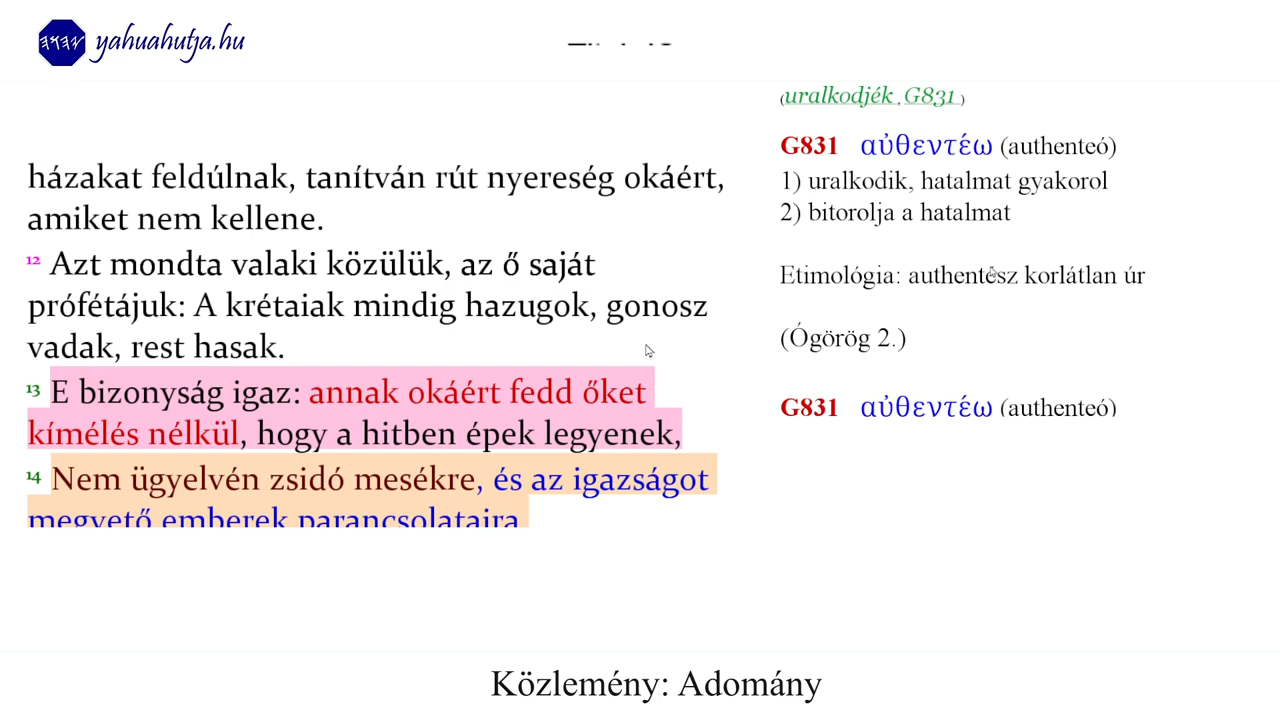 yahuahutja.hu
házakat feldúlnak, tanítván rút nyereség okáért,
amiket nem kellene.
12 Azt mondta valaki közülük, az ő saját
prófétájuk: A krétaiak mindig hazugok, gonosz
vadak, rest hasak.
13 E bizonyság igaz: annak okáért fedd őket
kímélés nélkül, hogy a hitben épek legyenek,
14 Nem ügyelvén zsidó mesékre, és az igazságot
megvető emberek parancsolataira
(uralkodjék , G831 )
G831 αὐθεντέω (authenteó)
1) uralkodik, hatalmat gyakorol
2) bitorolja a hatalmat
Etimológia: authentész korlátlan úr
(Ógörög 2.)
G831 αὐθεντέω (authenteó)
Közlemény: Adomány